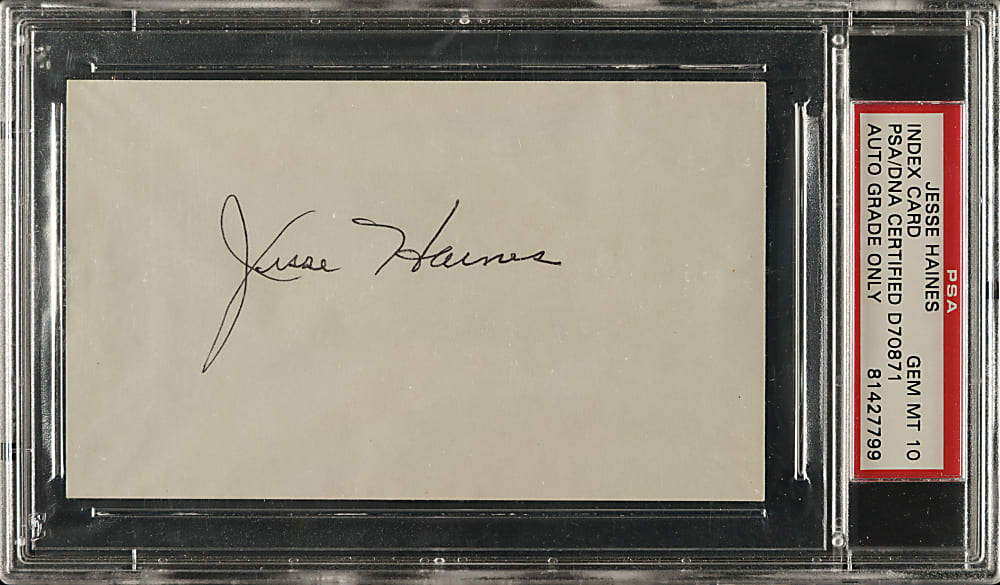 Jesse Haines
PSA
JESSE HAINES
INDEX CARD GEM MT 10
PSA/DNA CERTIFIED D70871
AUTO GRADE ONLY 81427799